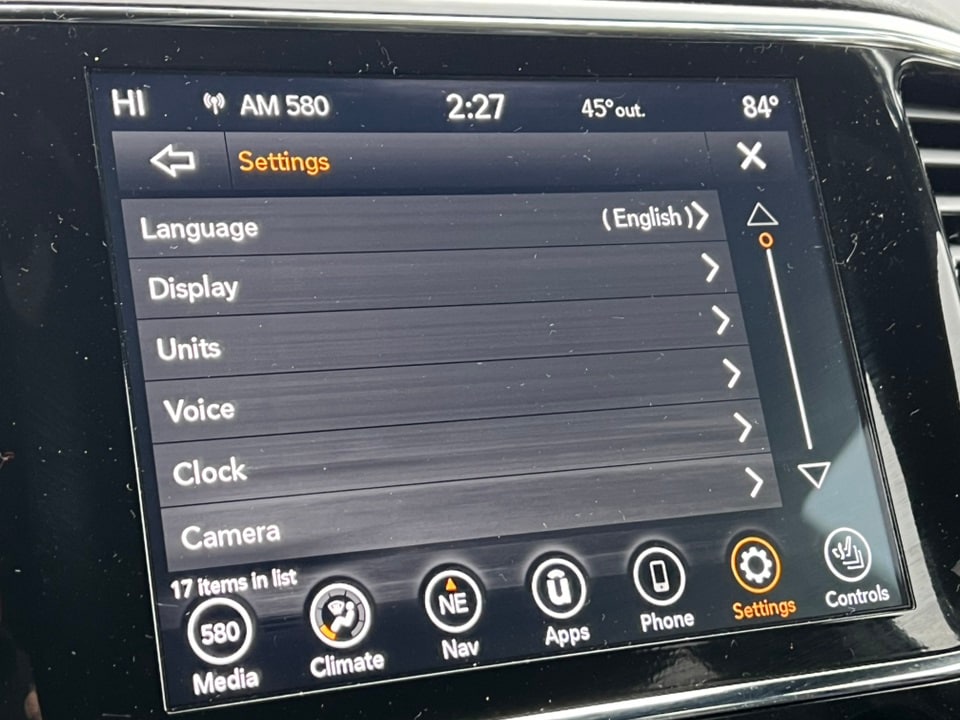 HI AM 580 2:27 45° out. 84°
Settings
Language (English)
Display
Units
Voice
Clock
Camera
17 items in list
580 NE ü
Media Climate Nav Apps Phone Settings Controls